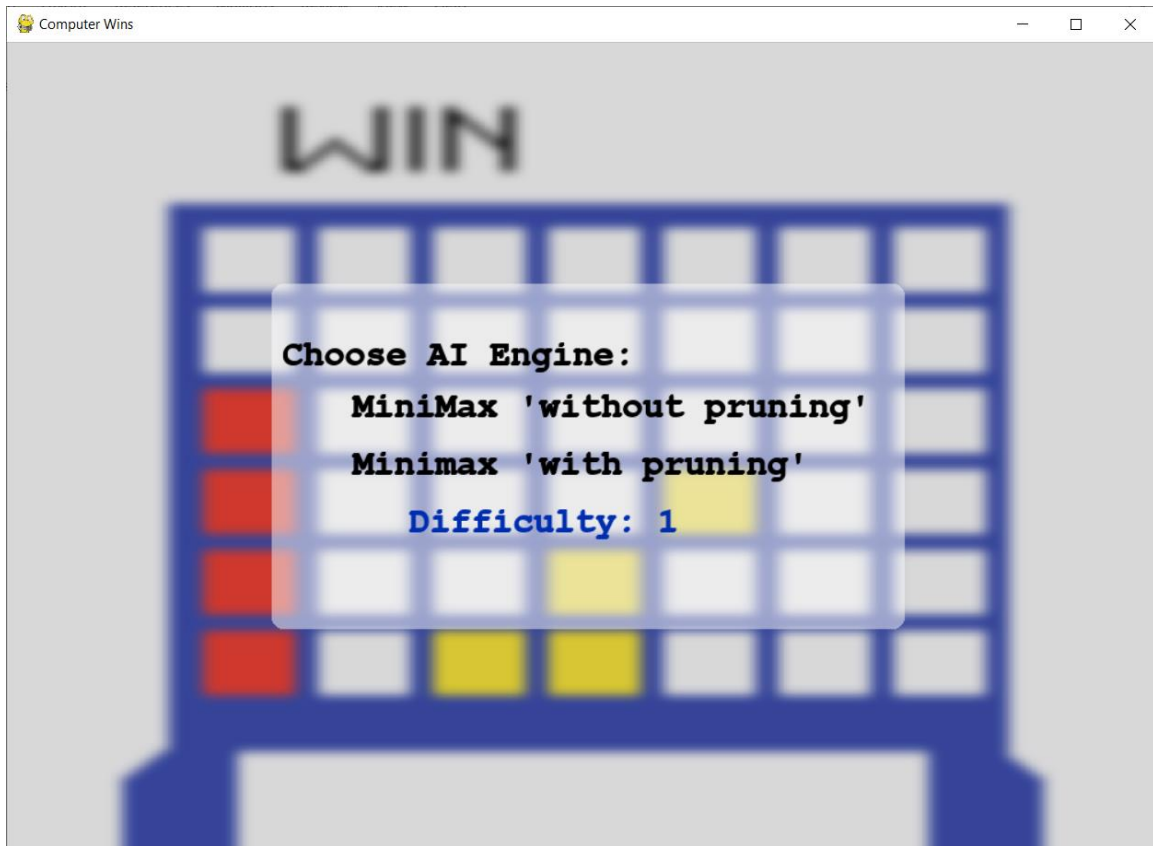 Computer Wins
WIN
Choose AI Engine:
MiniMax 'without pruning'
Minimax 'with pruning'
Difficulty: 1